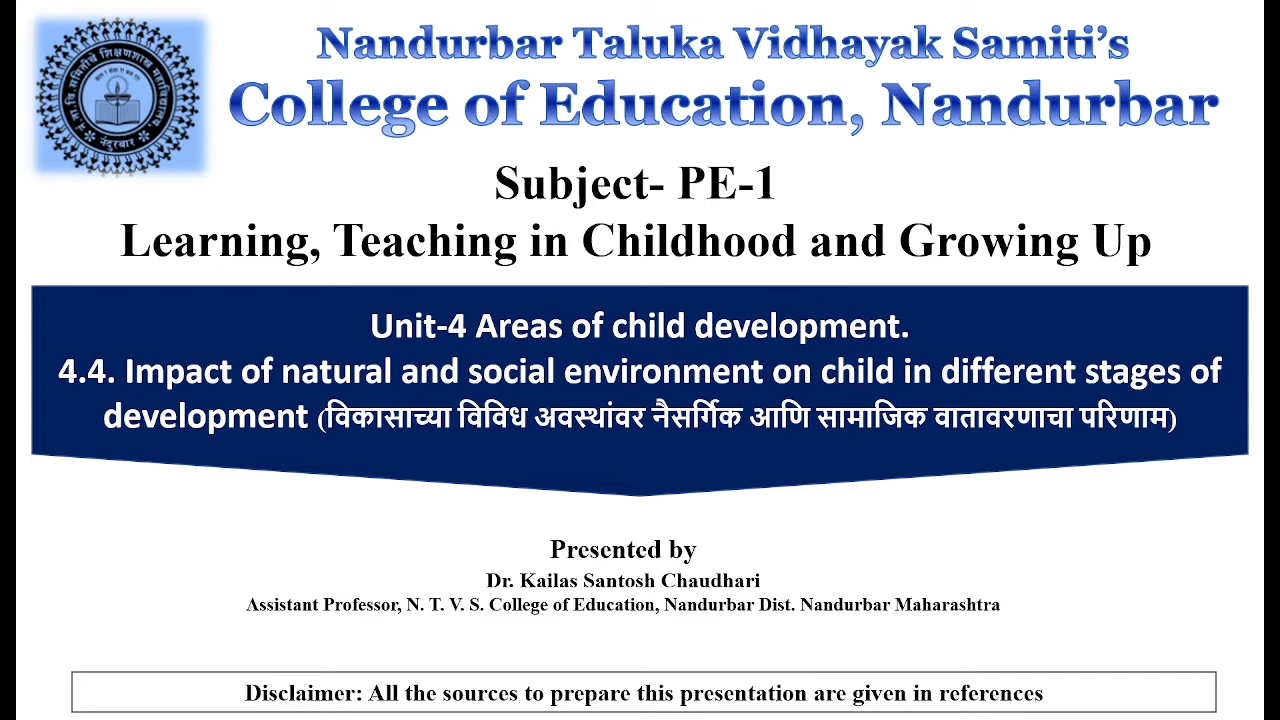 Nandurbar Taluka Vidhayak Samiti's
College of Education, Nandurbar
Subject- PE-1
Learning, Teaching in Childhood and Growing Up
Unit-4 Areas of child development.
4.4. Impact of natural and social environment on child in different stages of
development (विकासाच्या विविध अवस्थांवर नैसर्गिक आणि सामाजिक वातावरणाचा परिणाम)
Presented by
Dr. Kailas Santosh Chaudhari
Assistant Professor, N. T. V. S. College of Education, Nandurbar Dist. Nandurbar Maharashtra
Disclaimer: All the sources to prepare this presentation are given in references